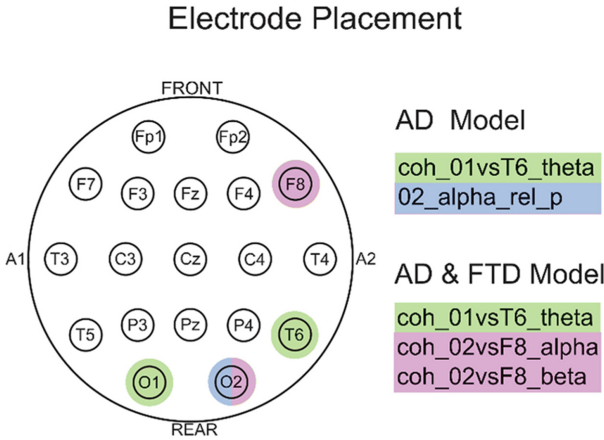 Electrode Placement
FRONT
Fp1 Fp2
F7 F3 Fz F4 F8
A1 T3 C3 Cz C4 T4 A2
T5 P3 Pz P4 T6
O1 O2
REAR
AD Model
coh_01vsT6_theta
02_alpha_rel_p
AD & FTD Model
coh_01vsT6_theta
coh_02vsF8_alpha
coh_02vsF8_beta